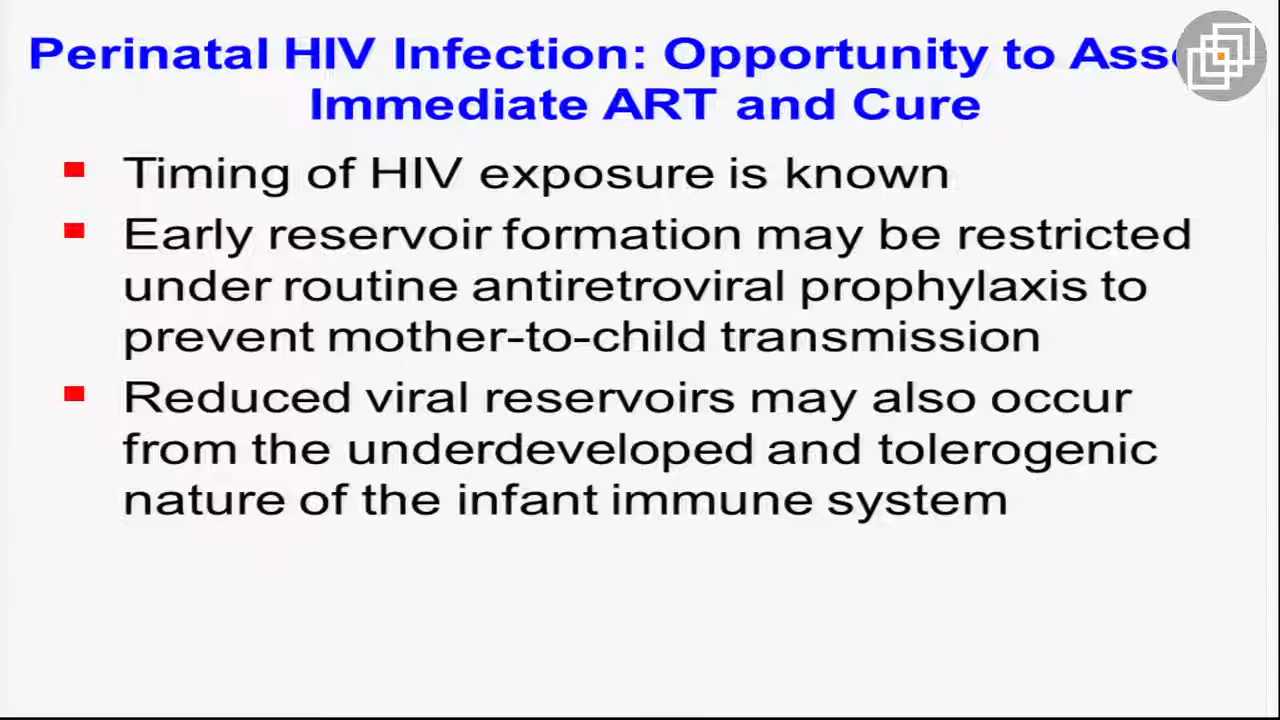 Perinatal HIV Infection: Opportunity to
Immediate ART and Cure
Timing of HIV exposure is known
Early reservoir formation may be restricted
under routine antiretroviral prophylaxis to
prevent mother-to-child transmission
Reduced viral reservoirs may also occur
from the underdeveloped and tolerogenic
nature of the infant immune system